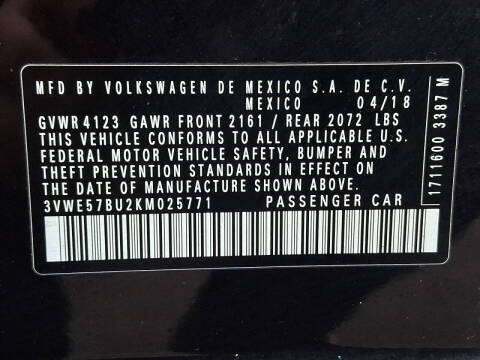 MFD BY VOLKSWAGEN DE MEXICO S.A. DE C.V.
MEXICO 04/18
GVWR 4123 GAWR FRONT 2161 / REAR 2072 LBS
THIS VEHICLE CONFORMS TO ALL APPLICABLE U.S.
FEDERAL MOTOR VEHICLE SAFETY, BUMPER AND
THEFT PREVENTION STANDARDS IN EFFECT ON
THE DATE OF MANUFACTURE SHOWN ABOVE.
3VWE57BU2KM025771 PASSENGER CAR
17111600 3387 M